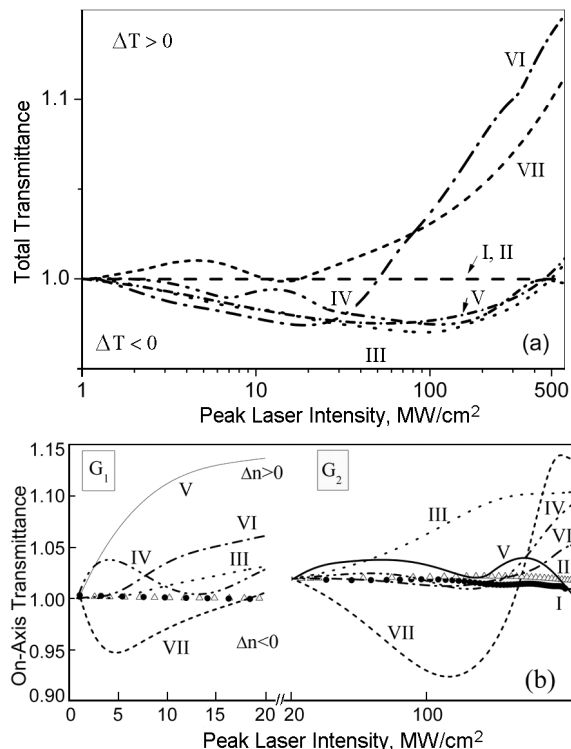 ΔT > 0
VI
1.1
VII
I, II
1.0
IV
V
ΔT < 0
III
(a)
1
10
100
500
Total Transmittance
Peak Laser Intensity, MW/cm²
1.15
G₁
Δn>0
G₂
V
1.10
VI
III
IV
1.05
IV
III
V
VI
II
1.00
I
VII
Δn<0
VII
0.95
(b)
0.90
0
5
10
15
20
20
100
On-Axis Transmittance
Peak Laser Intensity, MW/cm²